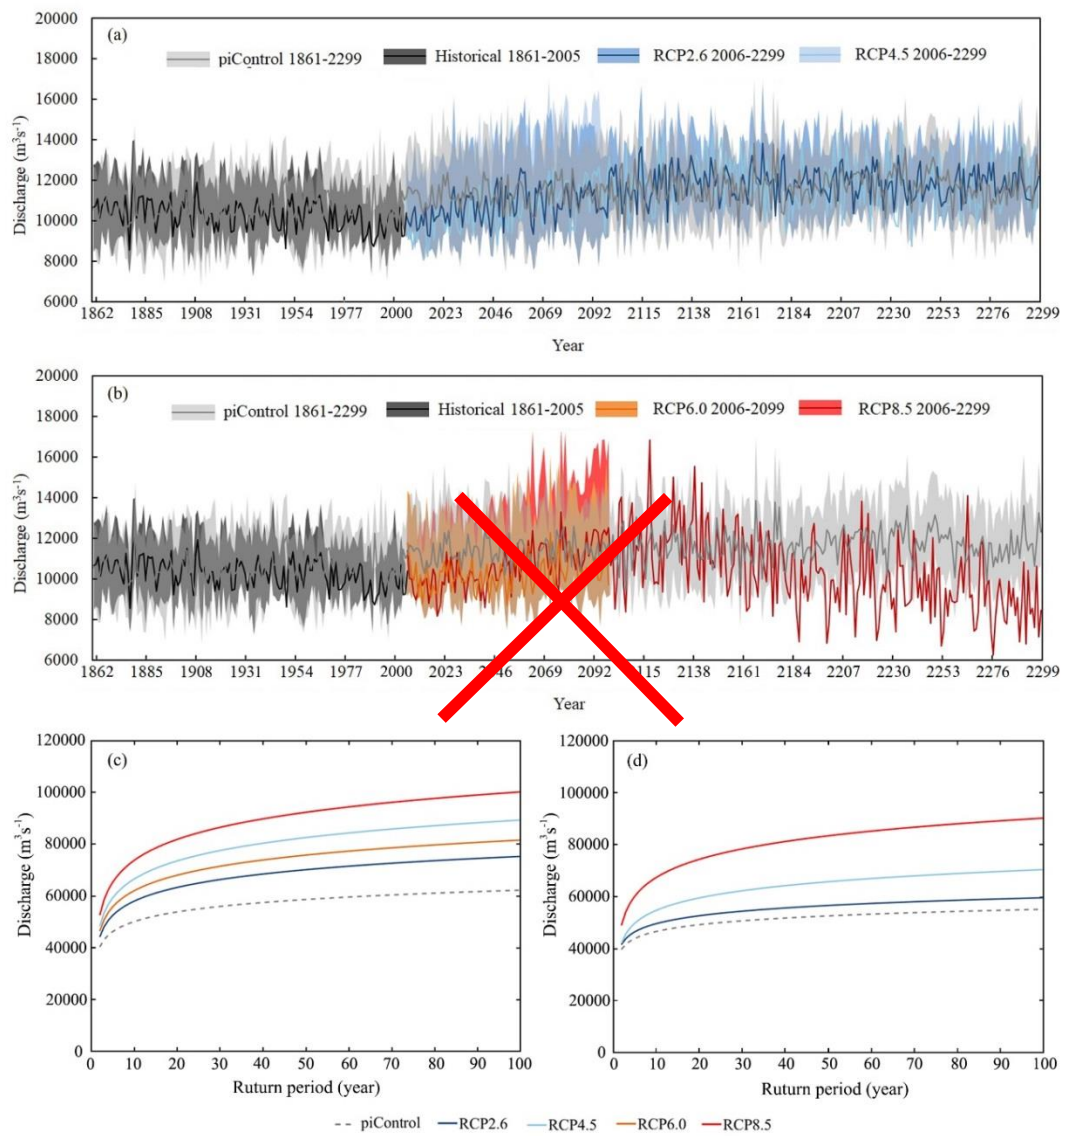 20000
18000
16000
14000
12000
10000
8000
6000
Discharge (m³s⁻¹)
(a)
piControl 1861-2299
Historical 1861-2005
RCP2.6 2006-2299
RCP4.5 2006-2299
1862 1885 1908 1931 1954 1977 2000 2023 2046 2069 2092 2115 2138 2161 2184 2207 2230 2253 2276 2299
Year
20000
18000
16000
14000
12000
10000
8000
6000
Discharge (m³s⁻¹)
(b)
piControl 1861-2299
Historical 1861-2005
RCP6.0 2006-2099
RCP8.5 2006-2299
1862 1885 1908 1931 1954 1977 2000 2023 2046 2069 2092 2115 2138 2161 2184 2207 2230 2253 2276 2299
Year
120000
100000
80000
60000
40000
20000
0
Discharge (m³s⁻¹)
(c)
0 10 20 30 40 50 60 70 80 90 100
Ruturn period (year)
120000
100000
80000
60000
40000
20000
0
Discharge (m³s⁻¹)
(d)
0 10 20 30 40 50 60 70 80 90 100
Ruturn period (year)
piControl RCP2.6 RCP4.5 RCP6.0 RCP8.5